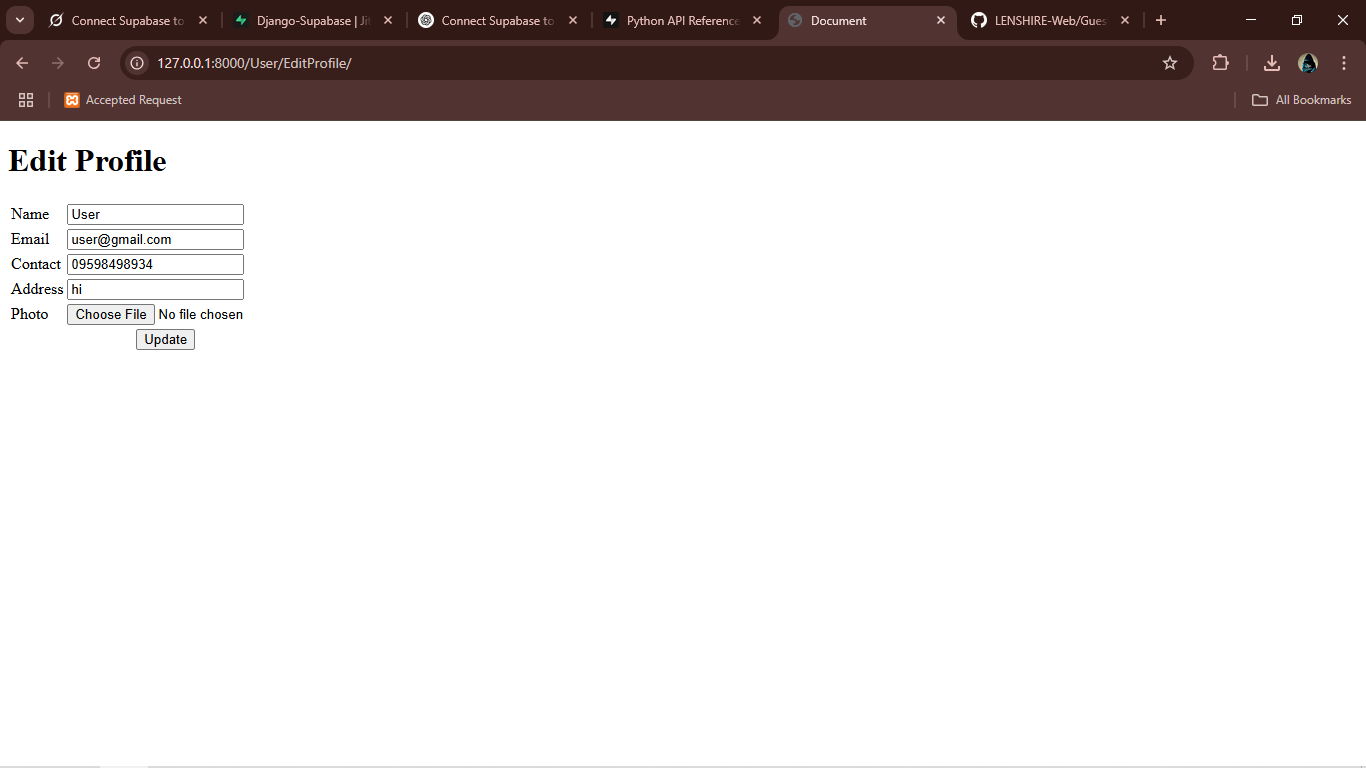 Connect Supabase to
Django-Supabase | Jit
Connect Supabase to
Python API Reference
Document
LENSHIRE-Web/Gues
127.0.0.1:8000/User/EditProfile/
Accepted Request
All Bookmarks
Edit Profile
Name User
Email user@gmail.com
Contact 09598498934
Address hi
Photo Choose File No file chosen
Update